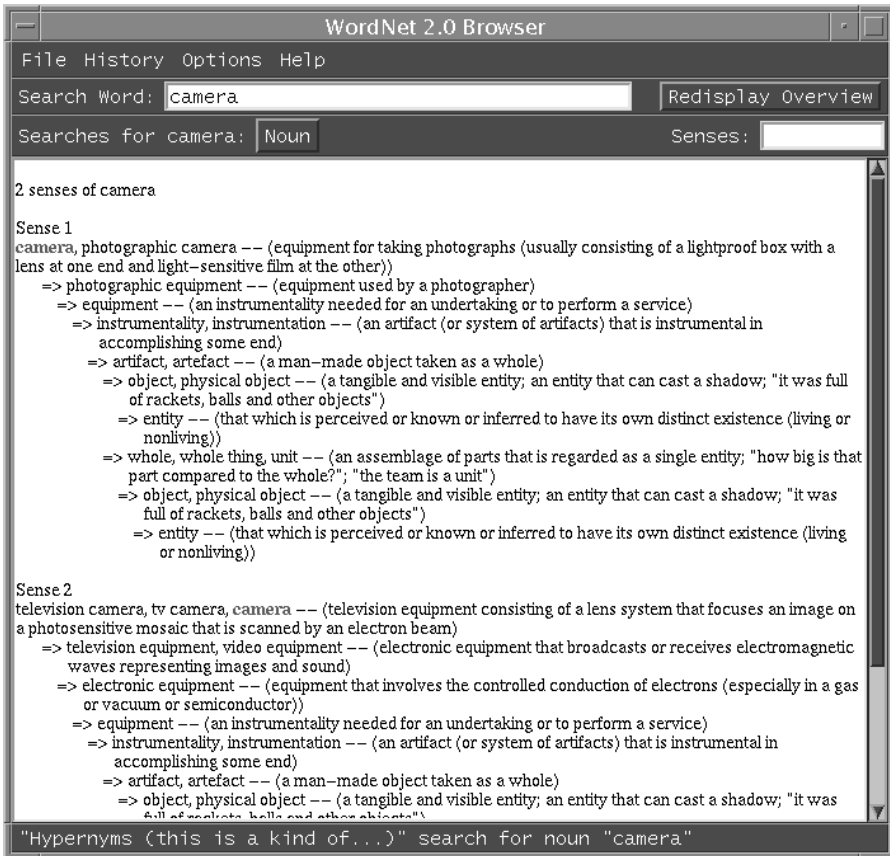 WordNet 2.0 Browser
File History Options Help
Search Word: camera Redisplay Overview
Searches for camera: Noun Senses:
2 senses of camera
Sense 1
camera, photographic camera −− (equipment for taking photographs (usually consisting of a lightproof box with a
lens at one end and light−sensitive film at the other))
=> photographic equipment −− (equipment used by a photographer)
=> equipment −− (an instrumentality needed for an undertaking or to perform a service)
=> instrumentality, instrumentation −− (an artifact (or system of artifacts) that is instrumental in
accomplishing some end)
=> artifact, artefact −− (a man−made object taken as a whole)
=> object, physical object −− (a tangible and visible entity; an entity that can cast a shadow; "it was full
of rackets, balls and other objects")
=> entity −− (that which is perceived or known or inferred to have its own distinct existence (living or
nonliving))
=> whole, whole thing, unit −− (an assemblage of parts that is regarded as a single entity; "how big is that
part compared to the whole?"; "the team is a unit")
=> object, physical object −− (a tangible and visible entity; an entity that can cast a shadow; "it was
full of rackets, balls and other objects")
=> entity −− (that which is perceived or known or inferred to have its own distinct existence (living
or nonliving))
Sense 2
television camera, tv camera, camera −− (television equipment consisting of a lens system that focuses an image on
a photosensitive mosaic that is scanned by an electron beam)
=> television equipment, video equipment −− (electronic equipment that broadcasts or receives electromagnetic
waves representing images and sound)
=> electronic equipment −− (equipment that involves the controlled conduction of electrons (especially in a gas
or vacuum or semiconductor))
=> equipment −− (an instrumentality needed for an undertaking or to perform a service)
=> instrumentality, instrumentation −− (an artifact (or system of artifacts) that is instrumental in
accomplishing some end)
=> artifact, artefact −− (a man−made object taken as a whole)
=> object, physical object −− (a tangible and visible entity; an entity that can cast a shadow; "it was
full of rackets, balls and other objects")
"Hypernyms (this is a kind of...)" search for noun "camera"